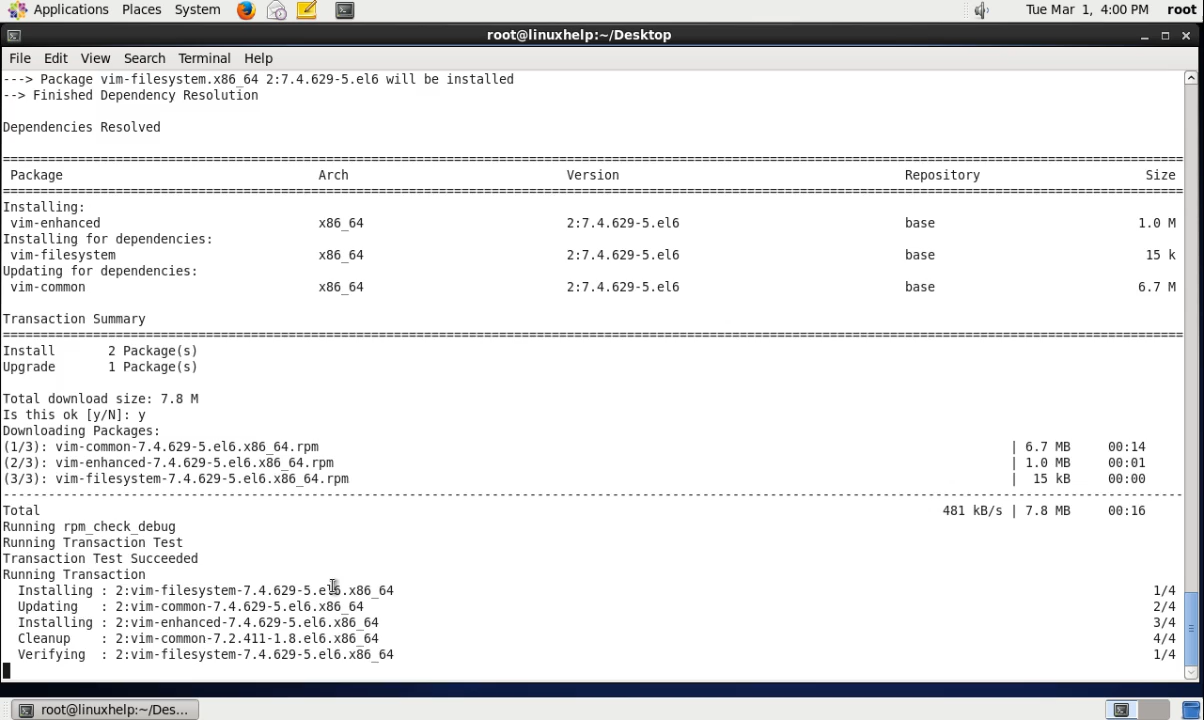 Applications Places System Tue Mar 1, 4:00 PM root
root@linuxhelp:~/Desktop
File Edit View Search Terminal Help
---> Package vim-filesystem.x86_64 2:7.4.629-5.el6 will be installed
--> Finished Dependency Resolution
Dependencies Resolved
================================================================================
Package Arch Version Repository Size
================================================================================
Installing:
vim-enhanced x86_64 2:7.4.629-5.el6 base 1.0 M
Installing for dependencies:
vim-filesystem x86_64 2:7.4.629-5.el6 base 15 k
Updating for dependencies:
vim-common x86_64 2:7.4.629-5.el6 base 6.7 M
Transaction Summary
================================================================================
Install 2 Package(s)
Upgrade 1 Package(s)
Total download size: 7.8 M
Is this ok [y/N]: y
Downloading Packages:
(1/3): vim-common-7.4.629-5.el6.x86_64.rpm | 6.7 MB 00:14
(2/3): vim-enhanced-7.4.629-5.el6.x86_64.rpm | 1.0 MB 00:01
(3/3): vim-filesystem-7.4.629-5.el6.x86_64.rpm | 15 kB 00:00
--------------------------------------------------------------------------------
Total 481 kB/s | 7.8 MB 00:16
Running rpm_check_debug
Running Transaction Test
Transaction Test Succeeded
Running Transaction
Installing : 2:vim-filesystem-7.4.629-5.el6.x86_64 1/4
Updating : 2:vim-common-7.4.629-5.el6.x86_64 2/4
Installing : 2:vim-enhanced-7.4.629-5.el6.x86_64 3/4
Cleanup : 2:vim-common-7.2.411-1.8.el6.x86_64 4/4
Verifying : 2:vim-filesystem-7.4.629-5.el6.x86_64 1/4
root@linuxhelp:~/Des...